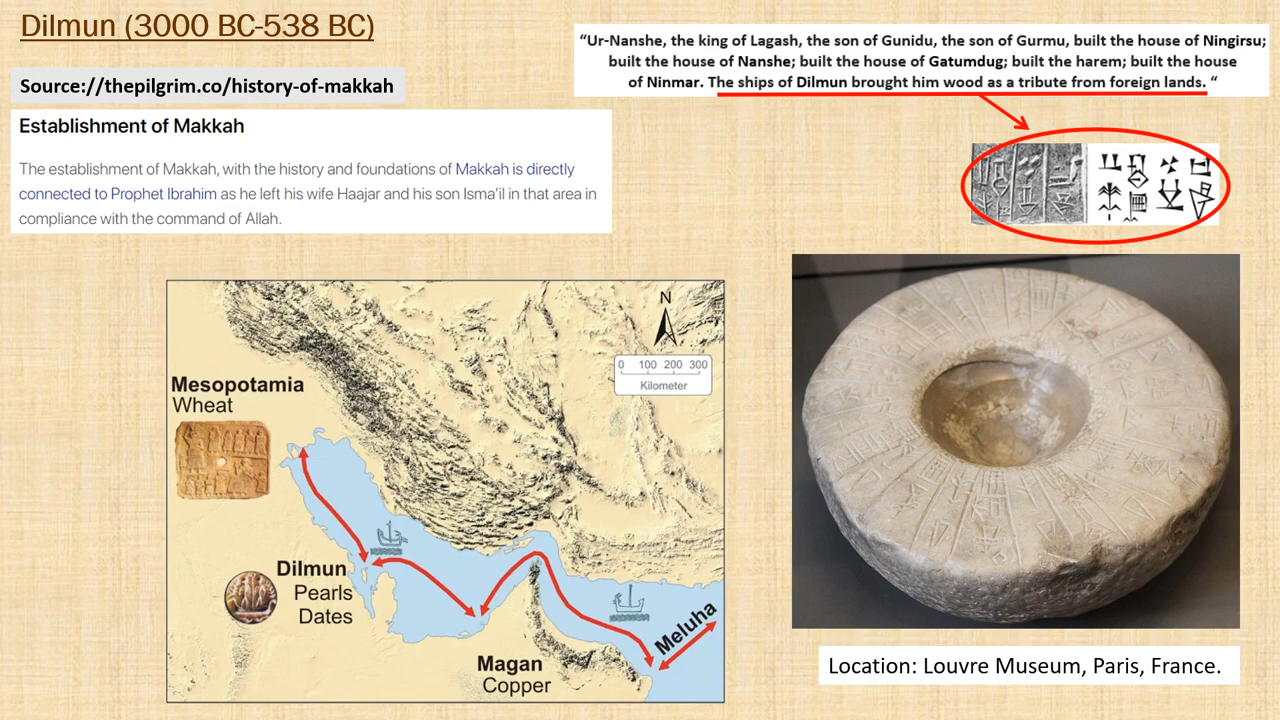 Dilmun (3000 BC-538 BC)
Source://thepilgrim.co/history-of-makkah
Establishment of Makkah
The establishment of Makkah, with the history and foundations of Makkah is directly
connected to Prophet Ibrahim as he left his wife Haajar and his son Isma’il in that area in
compliance with the command of Allah.
“Ur-Nanshe, the king of Lagash, the son of Gunidu, the son of Gurmu, built the house of Ningirsu;
built the house of Nanshe; built the house of Gatumdug; built the harem; built the house
of Ninmar. The ships of Dilmun brought him wood as a tribute from foreign lands. “
N
0 100 200 300
Kilometer
Mesopotamia
Wheat
Dilmun
Pearls
Dates
Magan
Copper
Meluha
Location: Louvre Museum, Paris, France.